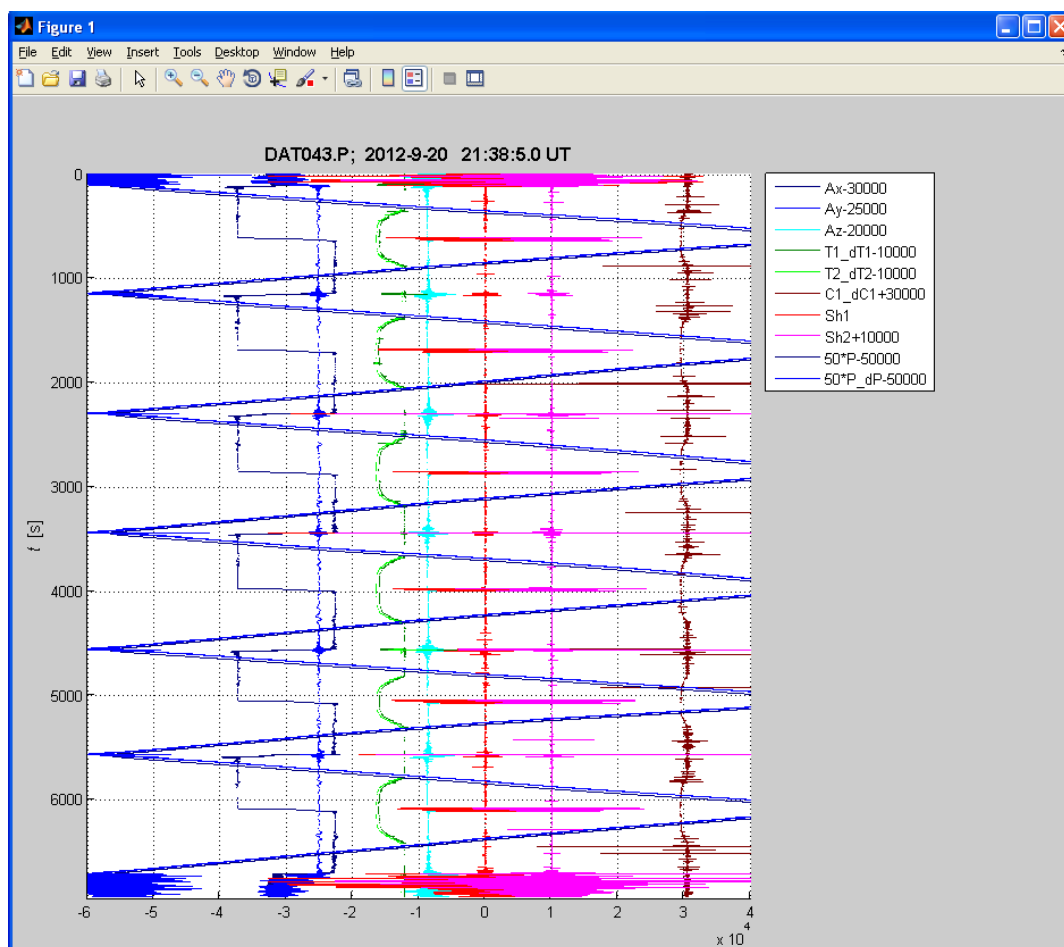 Figure 1
File Edit View Insert Tools Desktop Window Help
DAT043.P; 2012-9-20 21:38:5.0 UT
0
1000
2000
3000
4000
5000
6000
t [s]
-6 -5 -4 -3 -2 -1 0 1 2 3 4
x 10^4
Ax-30000
Ay-25000
Az-20000
T1_dT1-10000
T2_dT2-10000
C1_dC1+30000
Sh1
Sh2+10000
50*P-50000
50*P_dP-50000